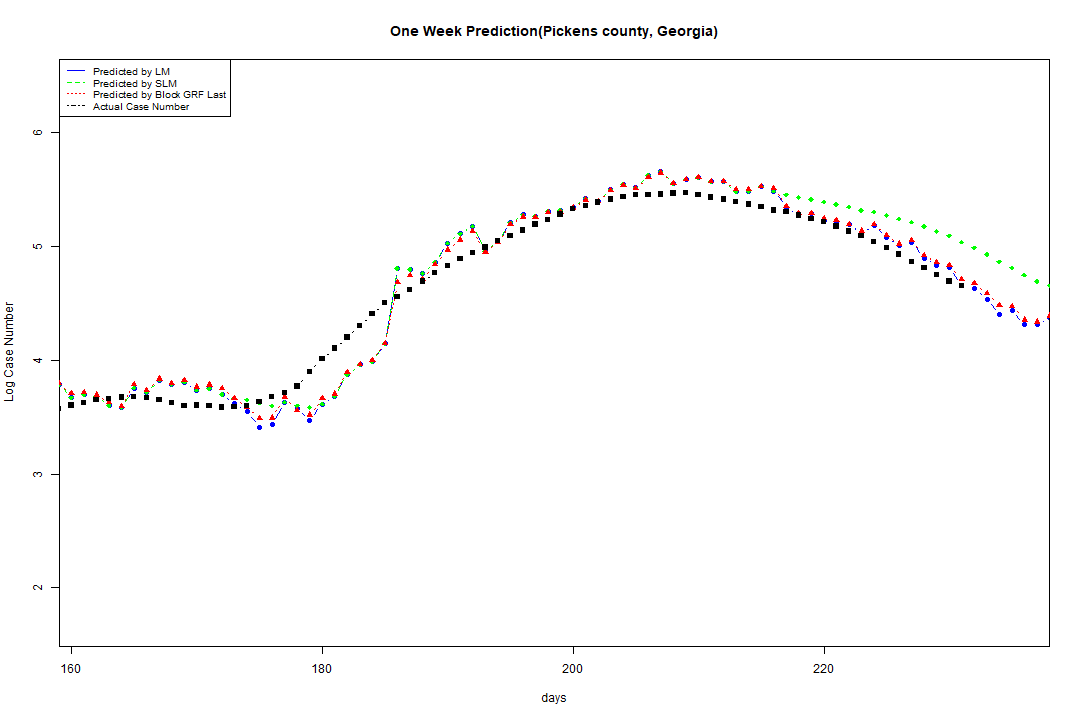 One Week Prediction(Pickens county, Georgia)
Predicted by LM
Predicted by SLM
Predicted by Block GRF Last
Actual Case Number
6
5
4
3
2
Log Case Number
160 180 200 220
days